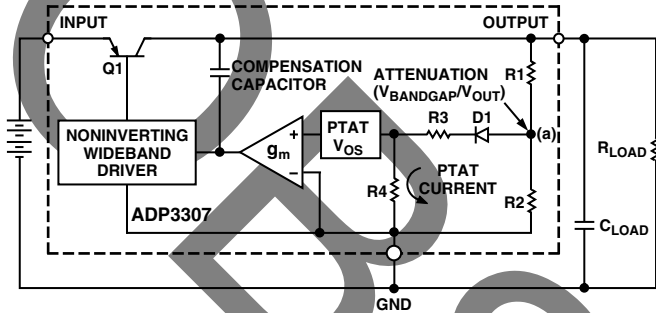 INPUT
OUTPUT
Q1
COMPENSATION
CAPACITOR
ATTENUATION
(VBANDGAP/VOUT)
R1
R3
D1
(a)
NONINVERTING
WIDEBAND
DRIVER
gm
+
−
PTAT
VOS
R4
PTAT
CURRENT
R2
RLOAD
CLOAD
ADP3307
GND